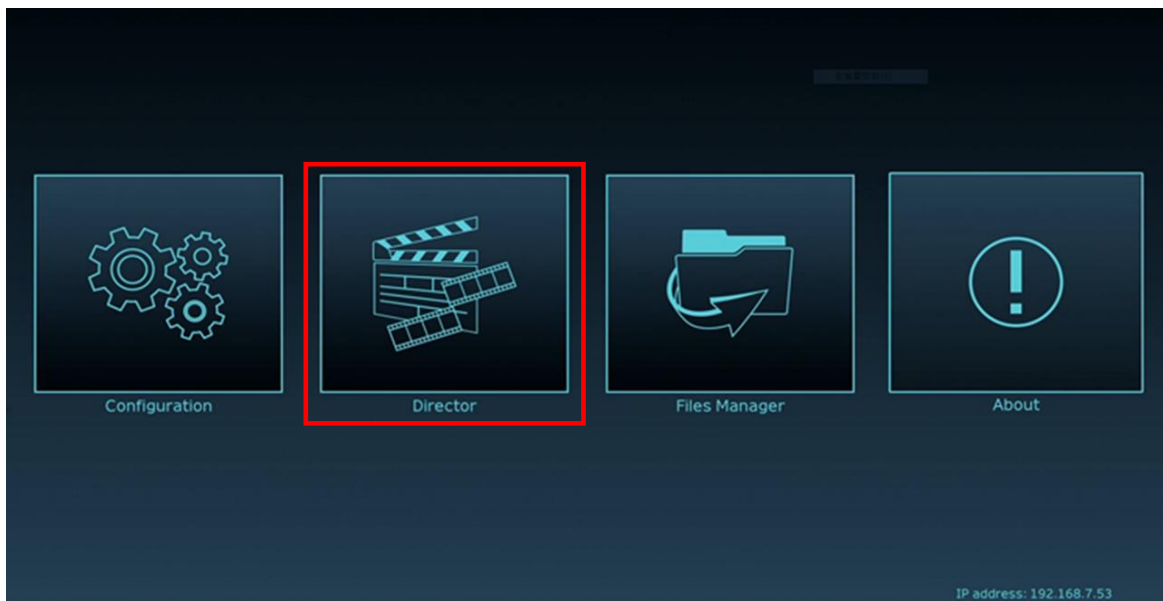 Configuration
Director
Files Manager
About
IP address: 192.168.7.53